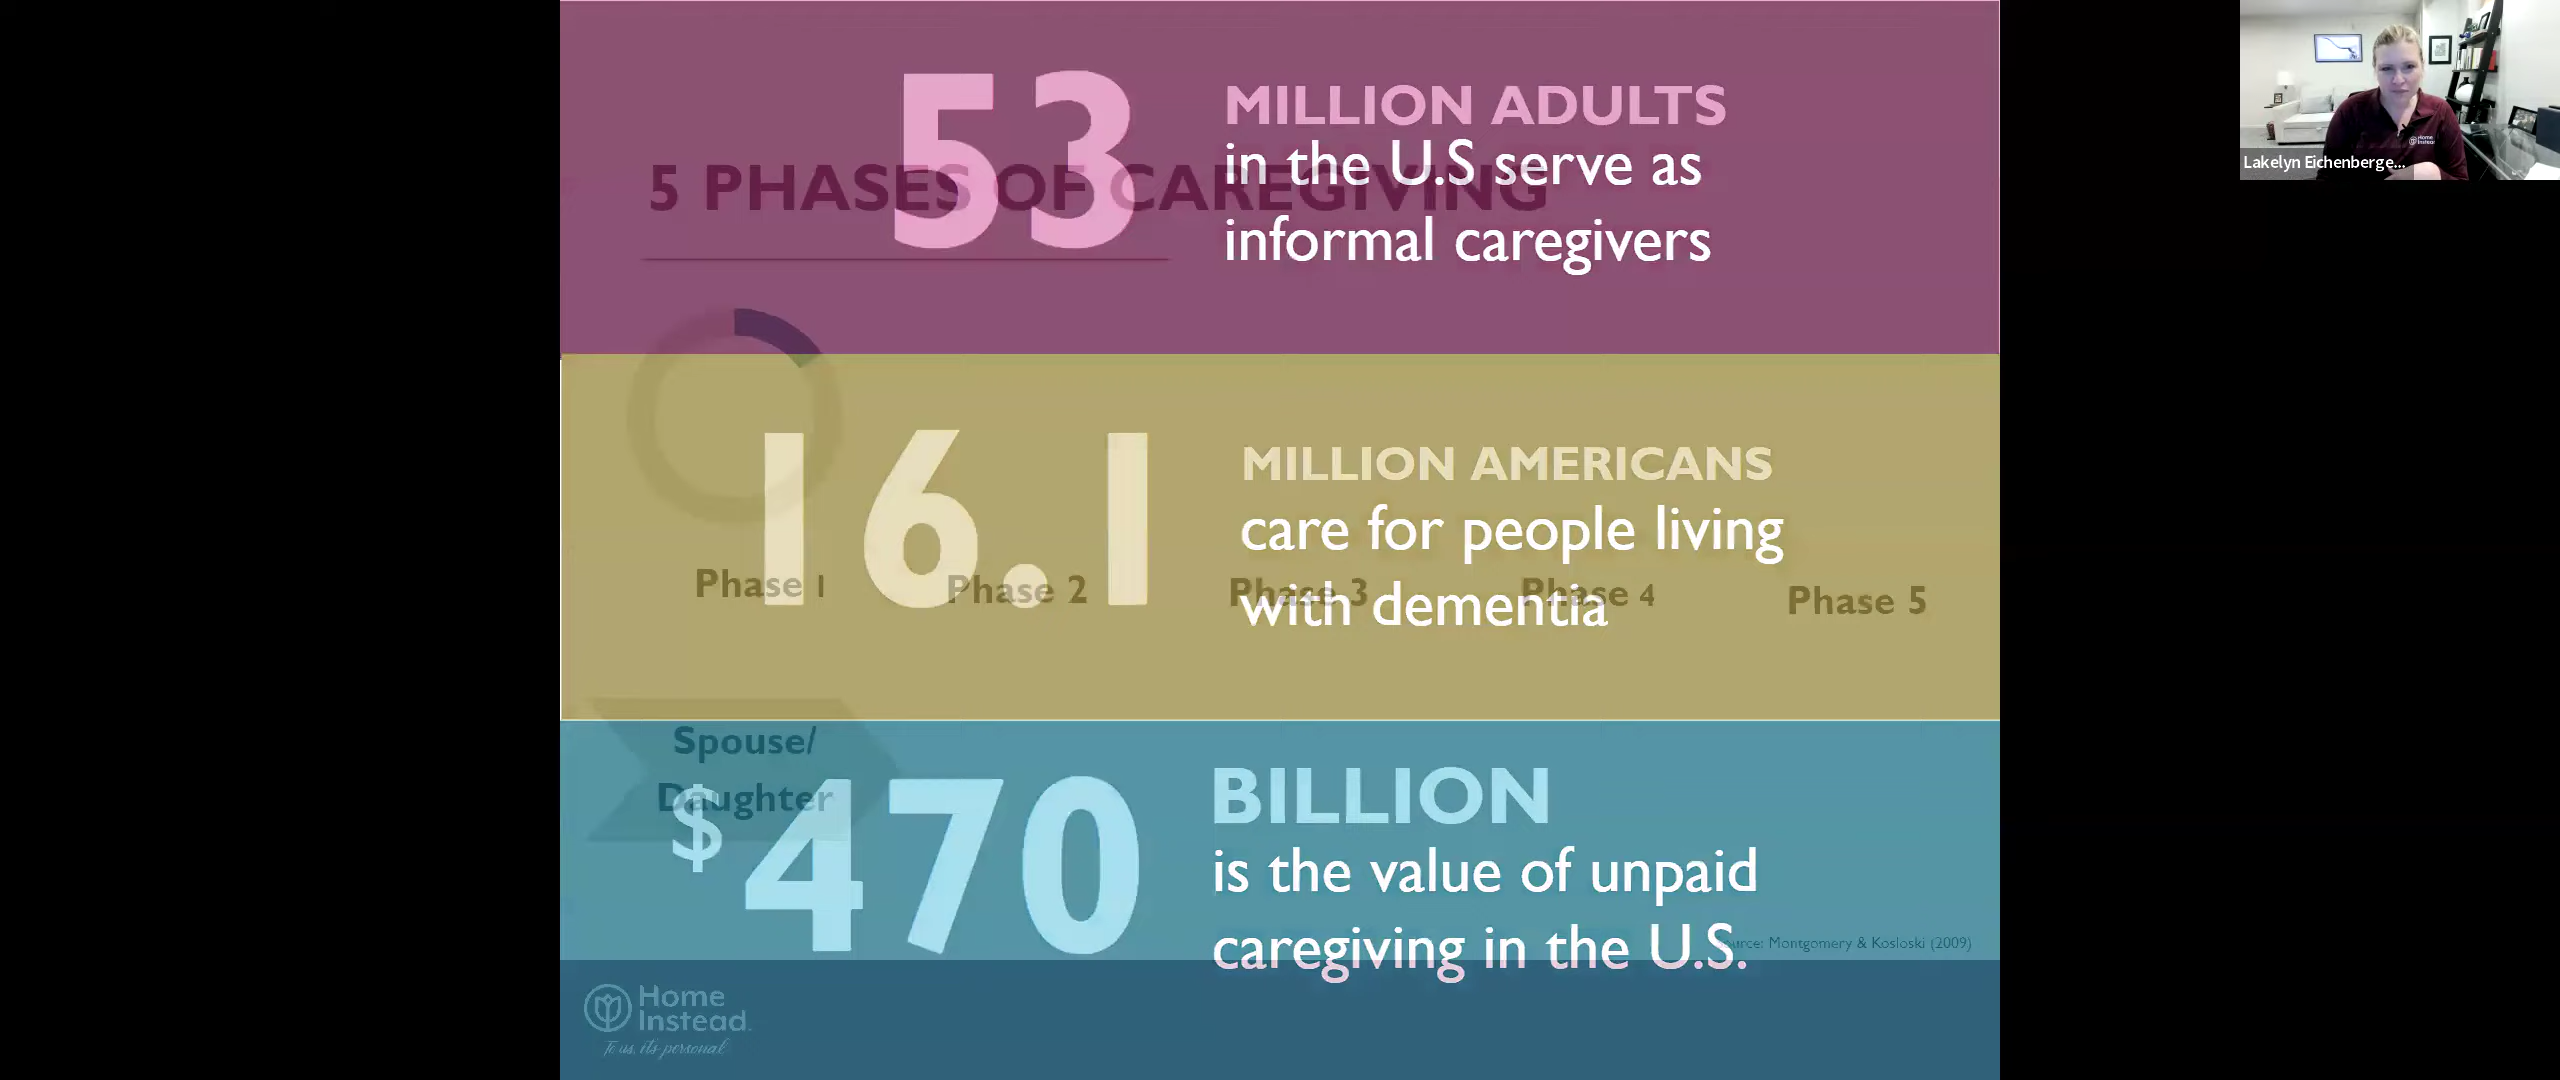 53
MILLION ADULTS
in the U.S serve as
informal caregivers
5 PHASES OF CAREGIVING
16.1
MILLION AMERICANS
care for people living
with dementia
Phase 1
Phase 2
Phase 3
Phase 4
Phase 5
Spouse/
Daughter
$470
BILLION
is the value of unpaid
caregiving in the U.S.
Montgomery & Kosloski (2009)
Home
Instead
To us, it's personal
Lakelyn Eichenberge...
Home
Instead